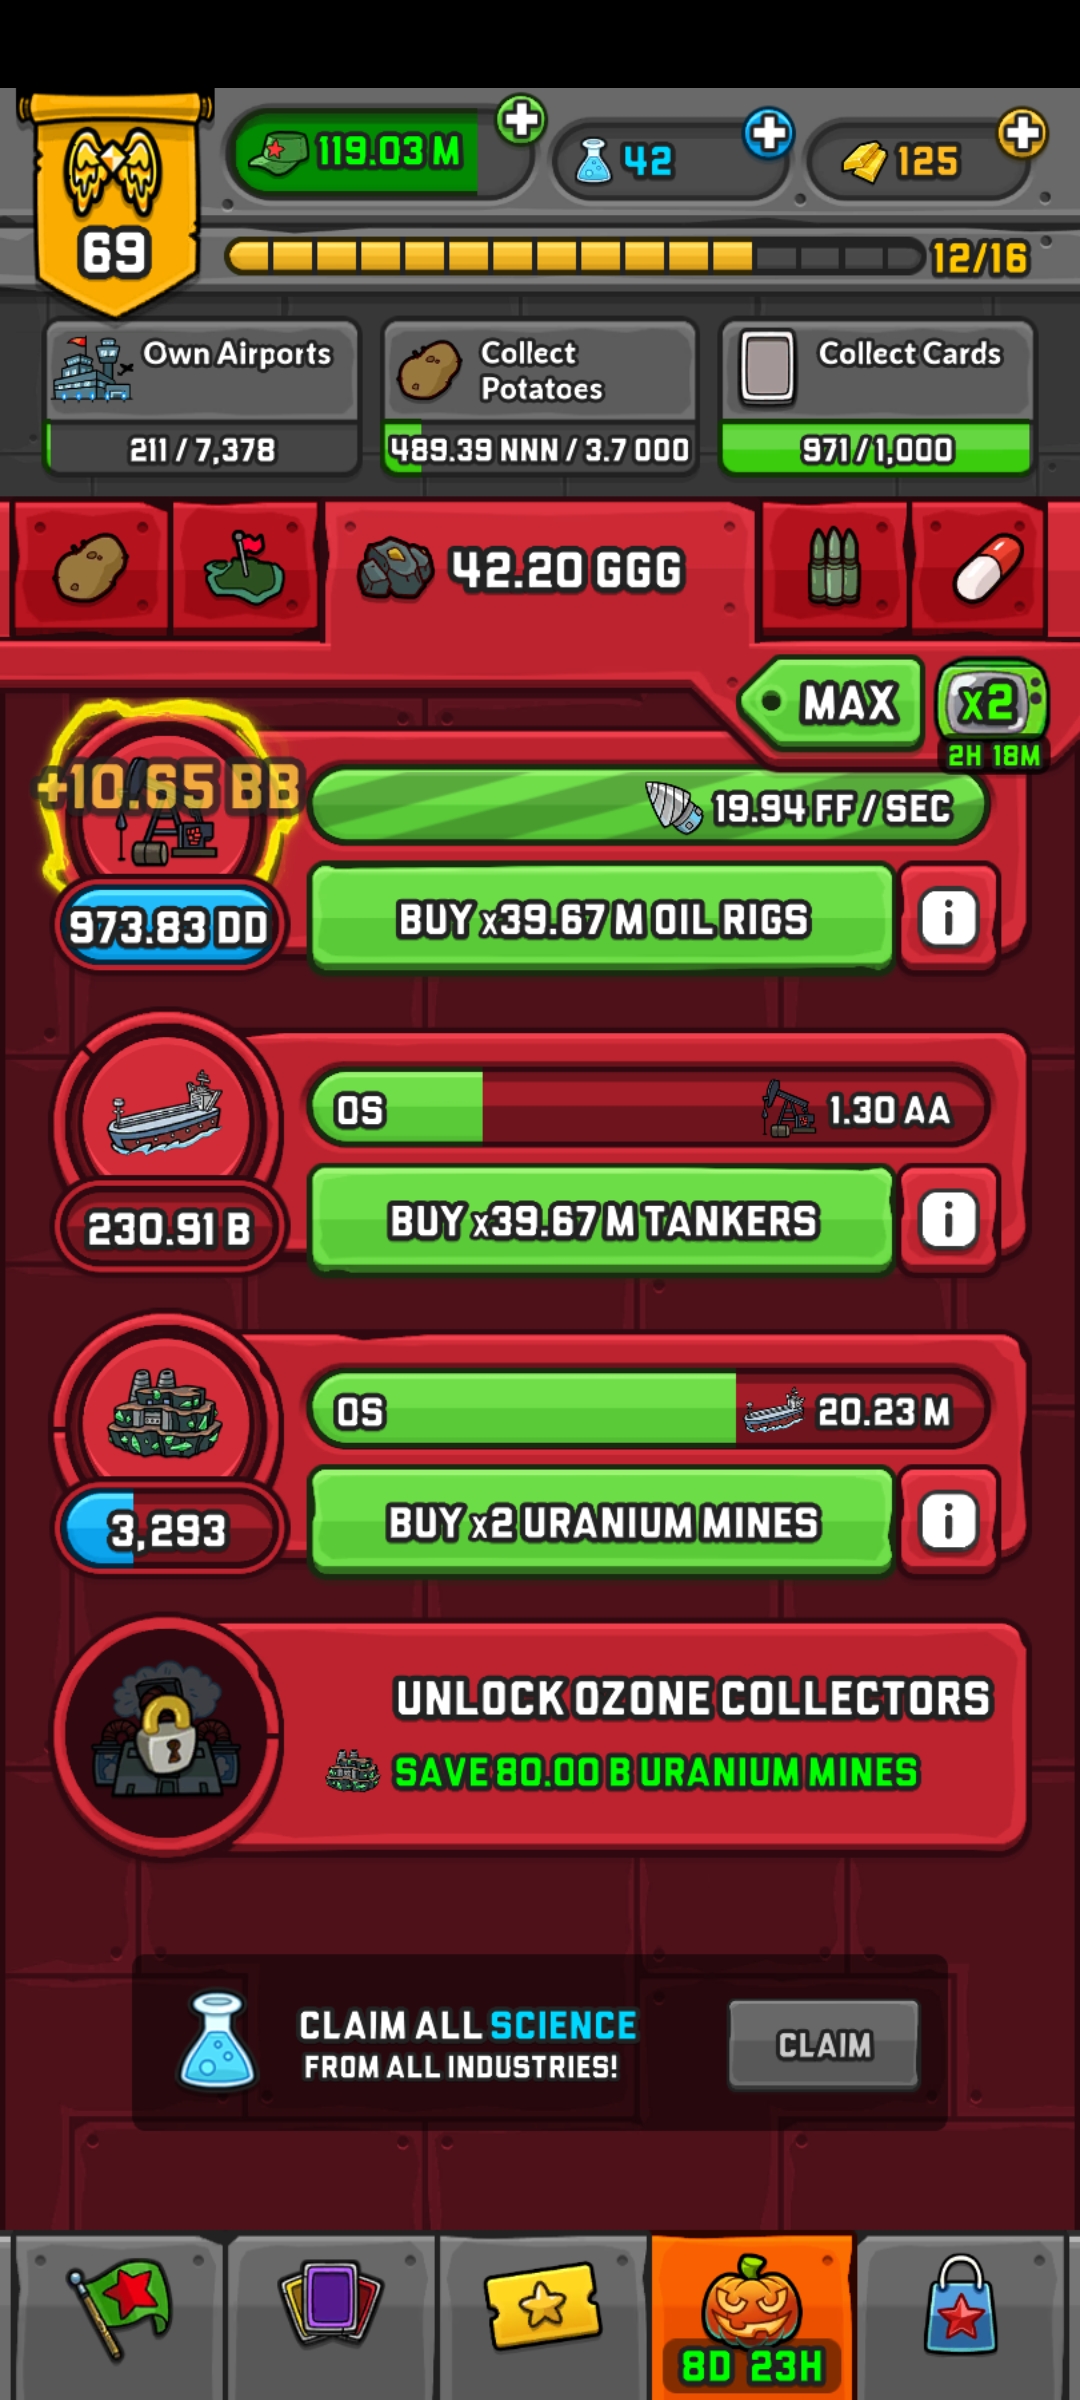 119.03 M
42
125
69
12/16
Own Airports
211 / 7,378
Collect
Potatoes
489.39 NNN / 3.7 OOO
Collect Cards
971 / 1,000
42.20 GGG
MAX
x2
2H 18M
+10.65 BB
19.94 FF / SEC
973.83 DD
BUY x39.67 M OIL RIGS
i
0S
1.30 AA
230.91 B
BUY x39.67 M TANKERS
i
0S
20.23 M
3,293
BUY x2 URANIUM MINES
i
UNLOCK OZONE COLLECTORS
SAVE 80.00 B URANIUM MINES
CLAIM ALL SCIENCE
FROM ALL INDUSTRIES!
CLAIM
8D 23H